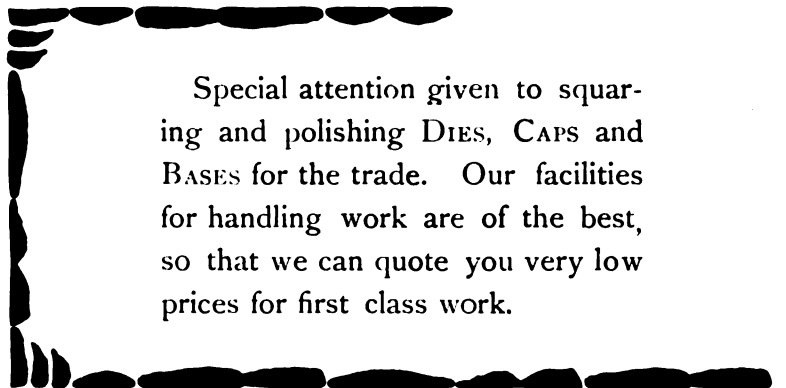 Special attention given to squar-
ing and polishing DIES, CAPS and
BASES for the trade. Our facilities
for handling work are of the best,
so that we can quote you very low
prices for first class work.